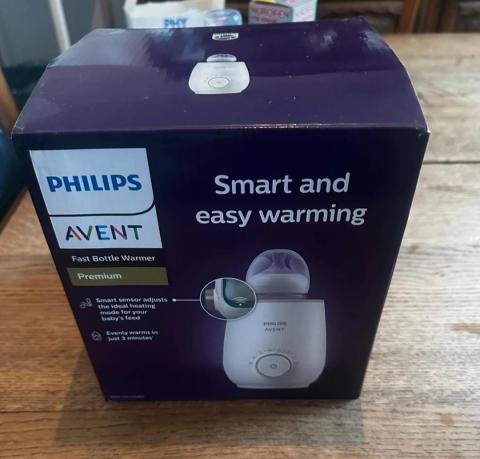 PHILIPS
AVENT
Fast Bottle Warmer
Premium
Smart and
easy warming
Smart sensor adjusts
the ideal heating
mode for your
baby's feed
Evenly warms in
just 3 minutes
PHILIPS
AVENT